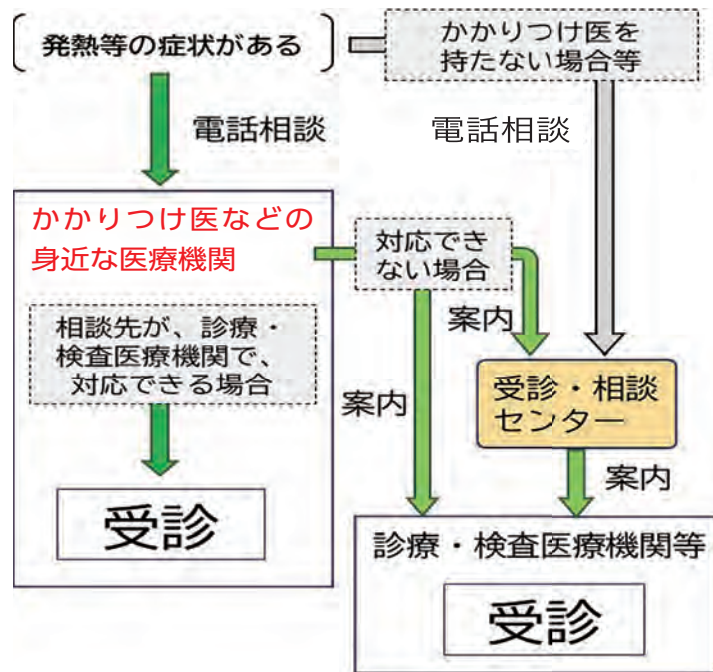 発熱等の症状がある
かかりつけ医を
持たない場合等
電話相談
電話相談
かかりつけ医などの
身近な医療機関
対応でき
ない場合
相談先が、診療・
検査医療機関で、
対応できる場合
案内
案内
受診・相談
センター
案内
受診
診療・検査医療機関等
受診